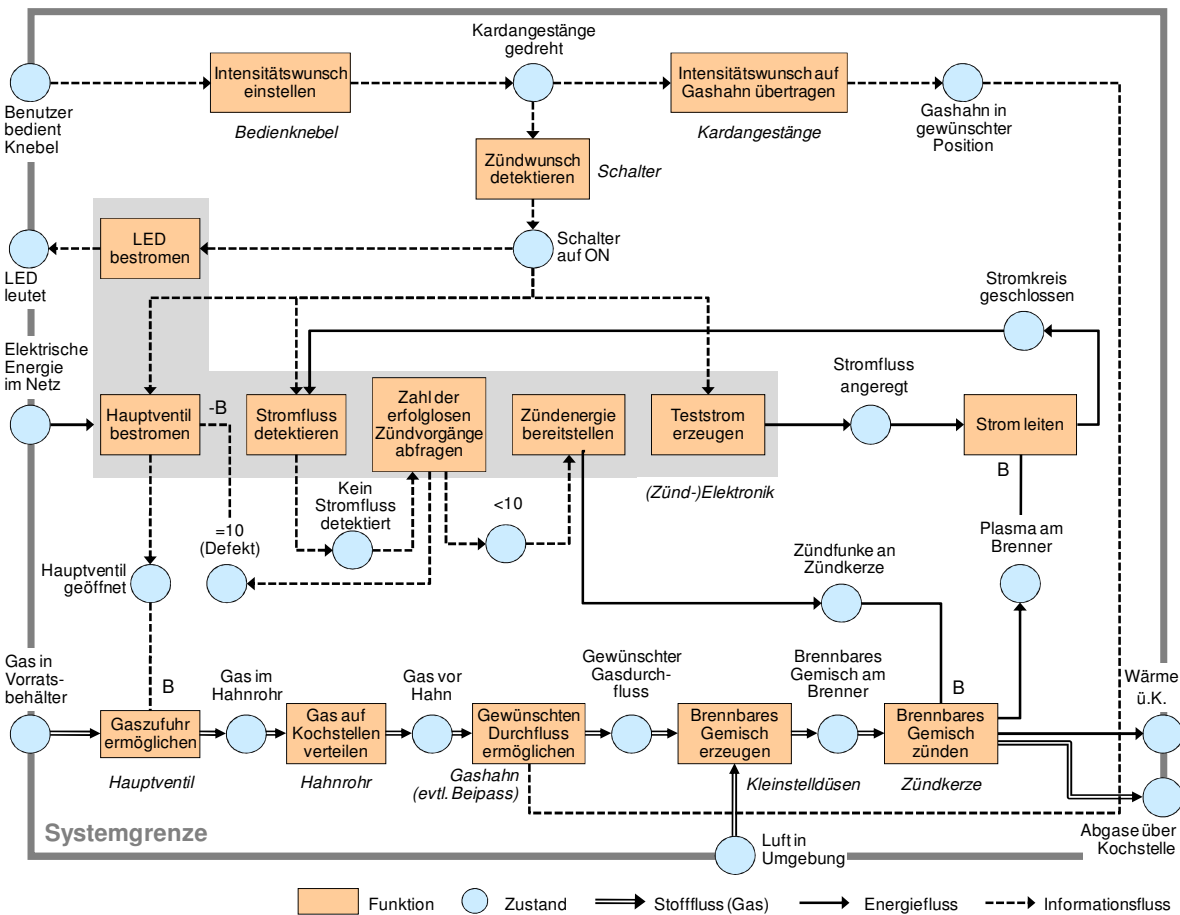 Kardangestänge
gedreht
Intensitätswunsch
einstellen
Intensitätswunsch auf
Gashahn übertragen
Benutzer
bedient
Knebel
Bedienknebel
Kardangestänge
Gashahn in
gewünschter
Position
Zündwunsch
detektieren
Schalter
LED
bestromen
Schalter
auf ON
LED
leutet
Stromkreis
geschlossen
Elektrische
Energie
im Netz
Stromfluss
angeregt
Hauptventil
bestromen
-B
Stromfluss
detektieren
Zahl der
erfolglosen
Zündvorgänge
abfragen
Zündenergie
bereitstellen
Teststrom
erzeugen
Strom leiten
B
(Zünd-)Elektronik
Kein
Stromfluss
detektiert
<10
=10
(Defekt)
Plasma am
Brenner
Zündfunke an
Zündkerze
Hauptventil
geöffnet
Gas in
Vorrats-
behälter
B
Gas im
Hahnrohr
Gas vor
Hahn
Gewünschter
Gasdurch-
fluss
Brennbares
Gemisch am
Brenner
B
Wärme
ü.K.
Gaszufuhr
ermöglichen
Gas auf
Kochstellen
verteilen
Gewünschten
Durchfluss
ermöglichen
Brennbares
Gemisch
erzeugen
Brennbares
Gemisch
zünden
Hauptventil
Hahnrohr
Gashahn
(evtl. Beipass)
Kleinstelldüsen
Zündkerze
Systemgrenze
Luft in
Umgebung
Abgase über
Kochstelle
Funktion
Zustand
Stofffluss (Gas)
Energiefluss
Informationsfluss